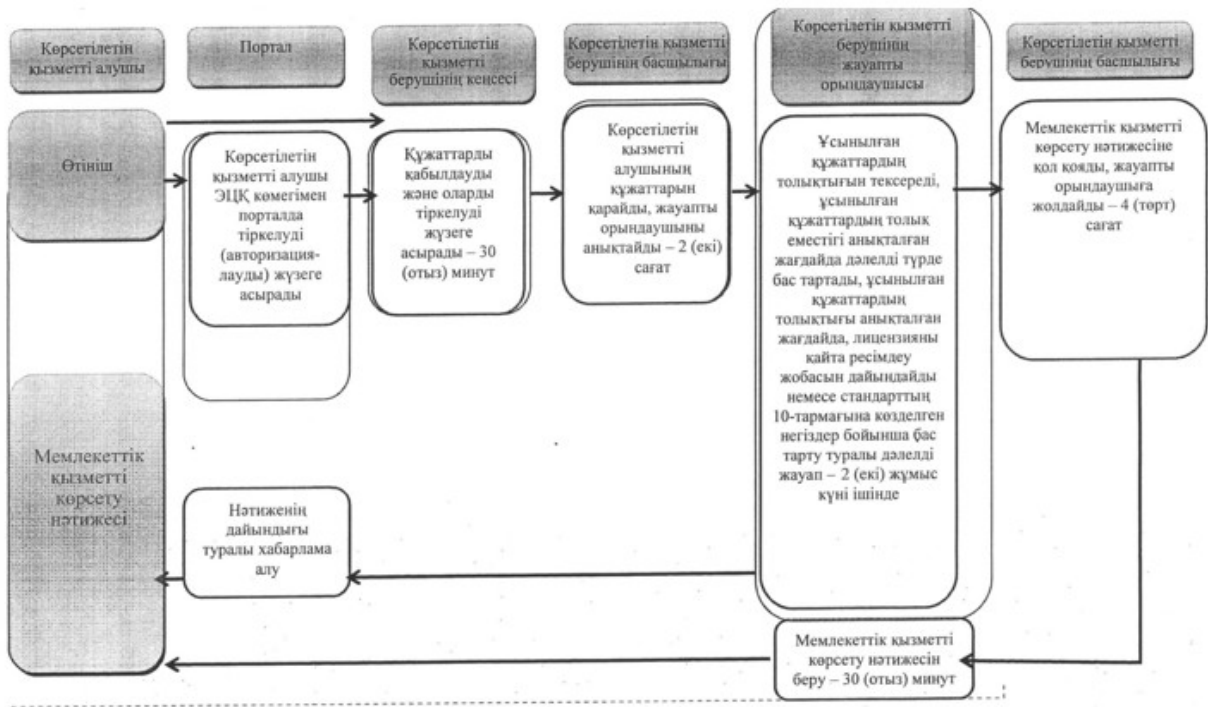 Көрсетілетін
қызметті алушы
Портал
Көрсетілетін
қызметті
берушінің кеңсесі
Көрсетілетін қызметті
берушінің басшылығы
Көрсетілетін қызметті
берушінің
жауапты
орындаушысы
Көрсетілетін қызметті
берушінің басшылығы
Өтініш
Көрсетілетін
қызметті алушы
ЭЦҚ көмегімен
порталда
тіркелуді
(авторизация-
лауды) жүзеге
асырады
Құжаттарды
қабылдауды
және оларды
тіркелуді
жүзеге
асырады – 30
(отыз) минут
Көрсетілетін
қызметті
алушының
құжаттарын
қарайды, жауапты
орындаушыны
анықтайды – 2 (екі)
сағат
Ұсынылған
құжаттардың
толықтығын тексереді,
ұсынылған
құжаттардың толық
еместігі анықталған
жағдайда дәлелді түрде
бас тартады, ұсынылған
құжаттардың
толықтығы анықталған
жағдайда, лицензияны
қайта ресімдеу
жобасын дайындайды
немесе стандарттың
10-тармағына көзделген
негіздер бойынша бас
тарту туралы дәлелді
жауап – 2 (екі) жұмыс
күні ішінде
Мемлекеттік қызметті
көрсету нәтижесіне
қол қояды, жауапты
орындаушыға
жолдайды – 4 (төрт)
сағат
Мемлекеттік
қызметті
көрсету
нәтижесі
Нәтиженің
дайындығы
туралы хабарлама
алу
Мемлекеттік қызметті
көрсету нәтижесін
беру – 30 (отыз) минут